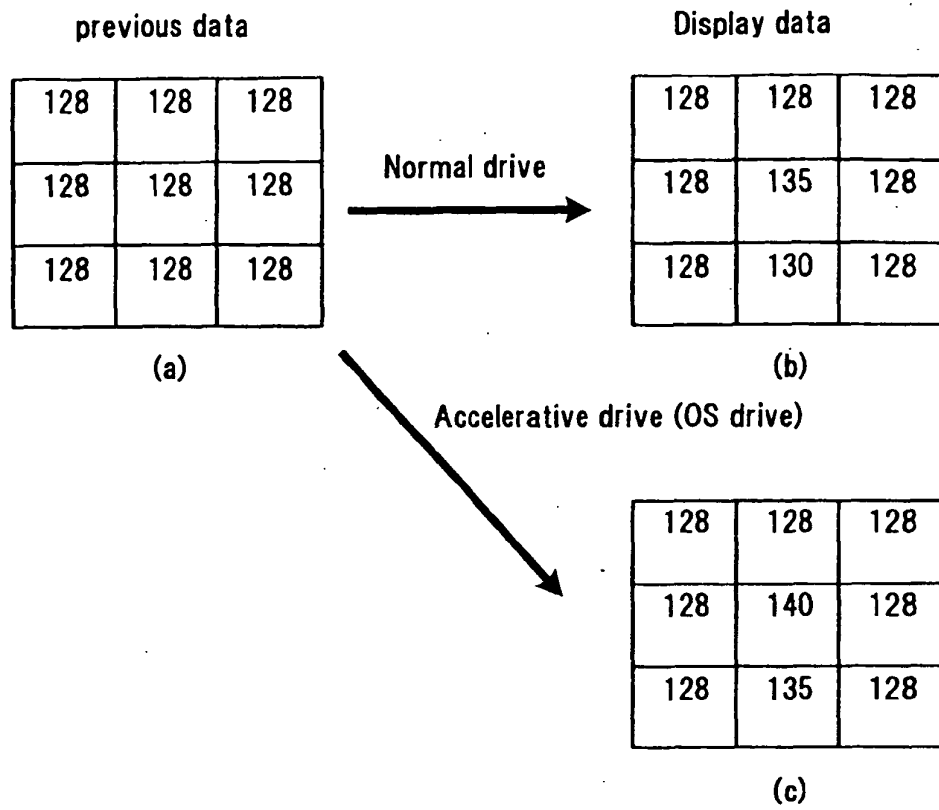 previous data
Display data
128 128 128
128 128 128
128 128 128
(a)
Normal drive
128 128 128
128 135 128
128 130 128
(b)
Accelerative drive (OS drive)
128 128 128
128 140 128
128 135 128
(c)